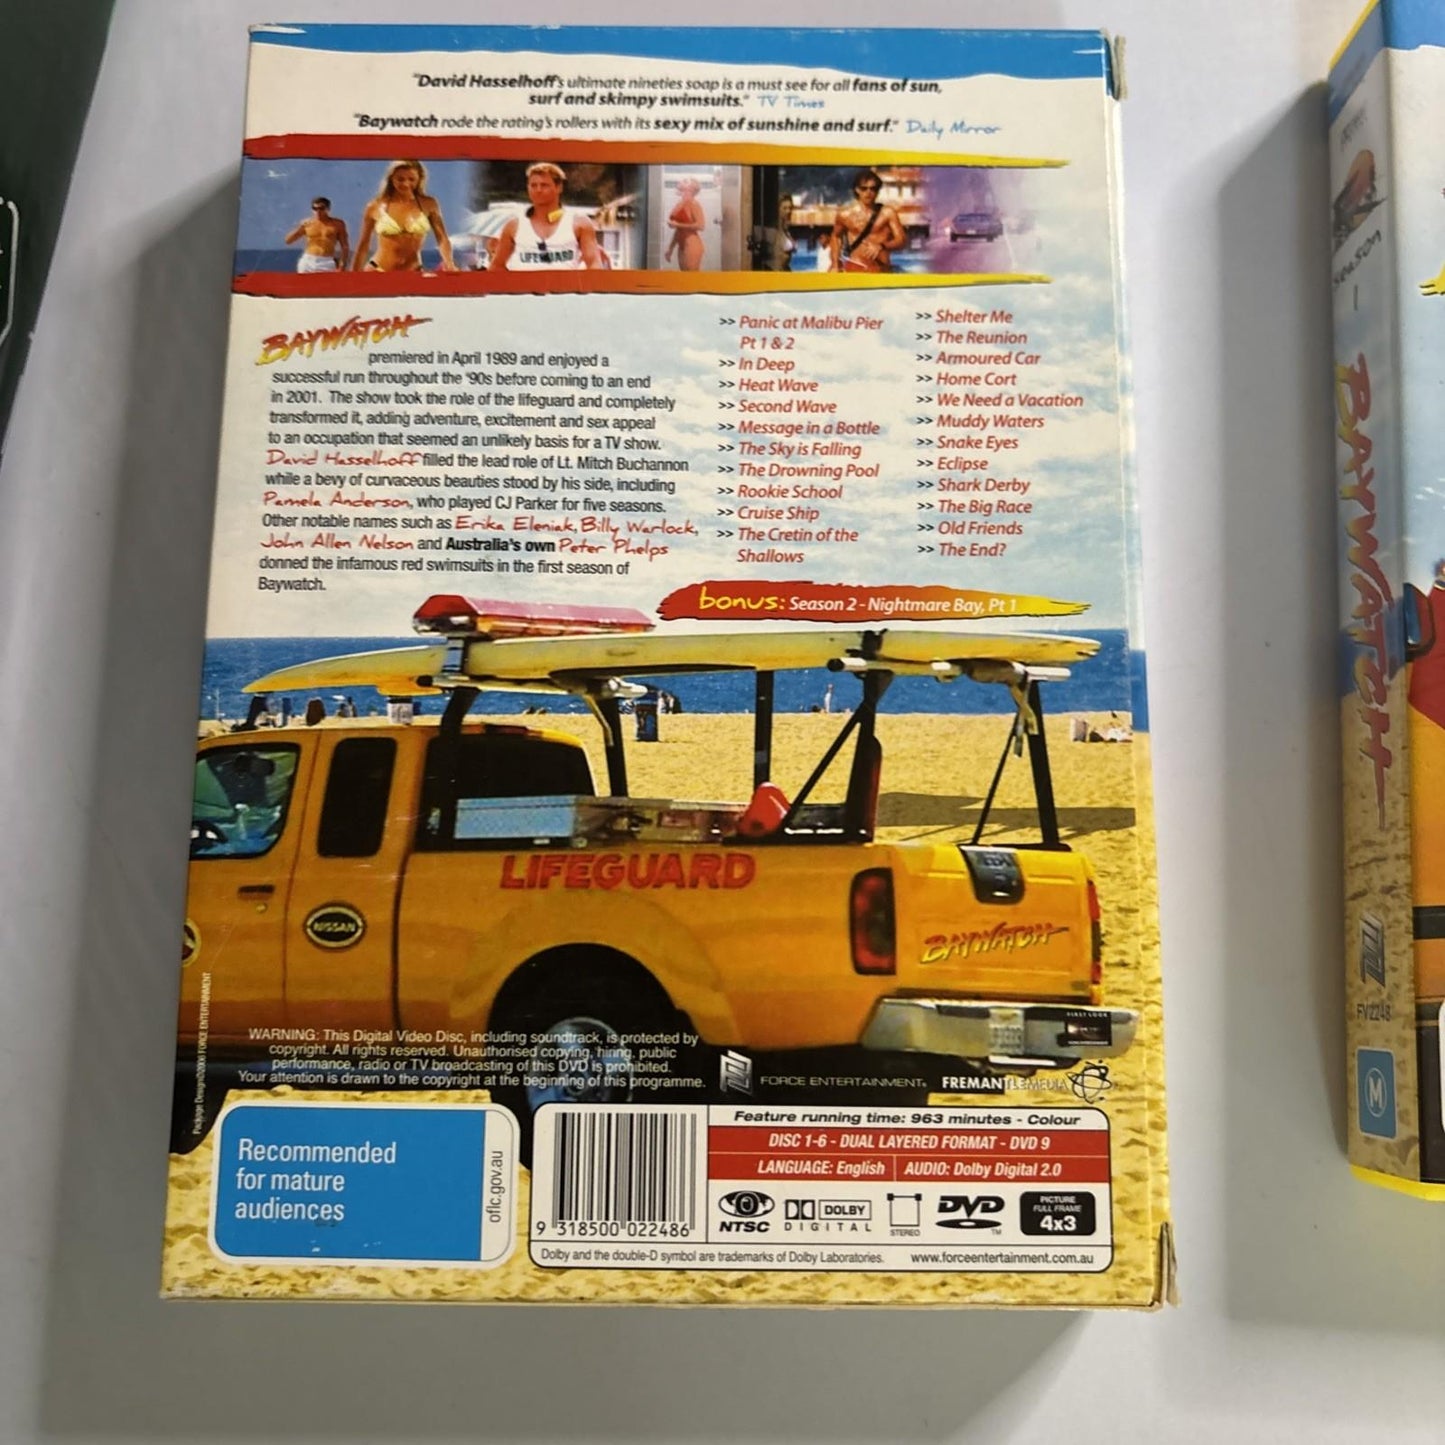 "David Hasselhoff's ultimate nineties soap is a must see for all fans of sun,
surf and skimpy swimsuits." TV Times
"Baywatch rode the rating's rollers with its sexy mix of sunshine and surf." Daily Mirror
LIFEGUARD
BAYWATCH
premiered in April 1989 and enjoyed a
successful run throughout the '90s before coming to an end
in 2001. The show took the role of the lifeguard and completely
transformed it, adding adventure, excitement and sex appeal
to an occupation that seemed an unlikely basis for a TV show.
David Hasselhoff filled the lead role of Lt. Mitch Buchannon
while a bevy of curvaceous beauties stood by his side, including
Pamela Anderson, who played CJ Parker for five seasons.
Other notable names such as Erika Eleniak, Billy Warlock,
John Allen Nelson and Australia's own Peter Phelps
donned the infamous red swimsuits in the first season of
Baywatch.
>> Panic at Malibu Pier
Pt 1 & 2
>> In Deep
>> Heat Wave
>> Second Wave
>> Message in a Bottle
>> The Sky is Falling
>> The Drowning Pool
>> Rookie School
>> Cruise Ship
>> The Cretin of the
Shallows
>> Shelter Me
>> The Reunion
>> Armoured Car
>> Home Cort
>> We Need a Vacation
>> Muddy Waters
>> Snake Eyes
>> Eclipse
>> Shark Derby
>> The Big Race
>> Old Friends
>> The End?
bonus: Season 2 - Nightmare Bay, Pt 1
LIFEGUARD
NISSAN
BAYWATCH
FIRST LOOK
WARNING: This Digital Video Disc, including soundtrack, is protected by
copyright. All rights reserved. Unauthorised copying, hiring, public
performance, radio or TV broadcasting of this DVD is prohibited.
Your attention is drawn to the copyright at the beginning of this programme.
FORCE ENTERTAINMENT.
FREMANTLEMEDIA
Package Design©2006 FORCE ENTERTAINMENT
Recommended
for mature
audiences
oflc.gov.au
9 318500 022486
Feature running time: 963 minutes - Colour
DISC 1-6 - DUAL LAYERED FORMAT - DVD 9
LANGUAGE: English
AUDIO: Dolby Digital 2.0
NTSC
DOLBY
DIGITAL
STEREO
DVD
TM
PICTURE
FULL FRAME
4x3
Dolby and the double-D symbol are trademarks of Dolby Laboratories.
www.forceentertainment.com.au
season 1
BAYWATCH
FV2248
M